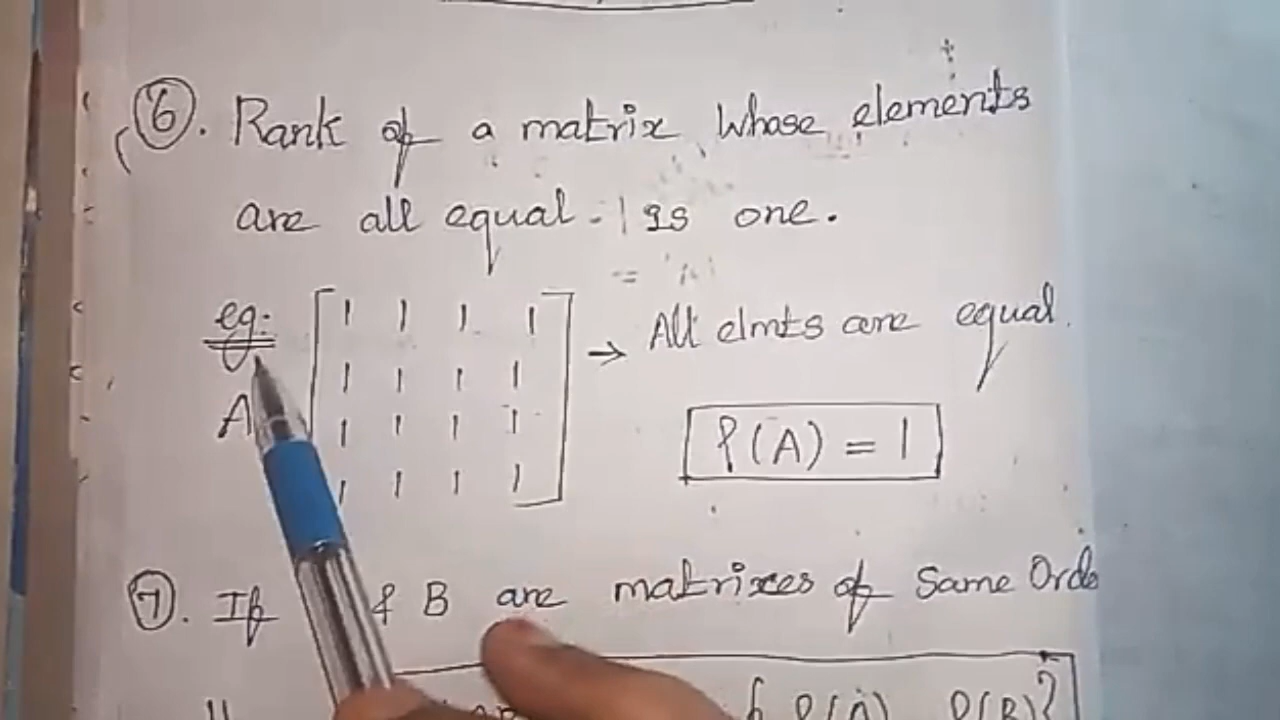 6. Rank of a matrix whose elements
are all equal - | is one.
eg:
A
1 1 1 1
1 1 1 1
1 1 1 1
1 1 1 1
→ All elmts are equal.
ρ(A) = 1
7. If & B are matrixes of Same Orde
ρ(A) ρ(B)}